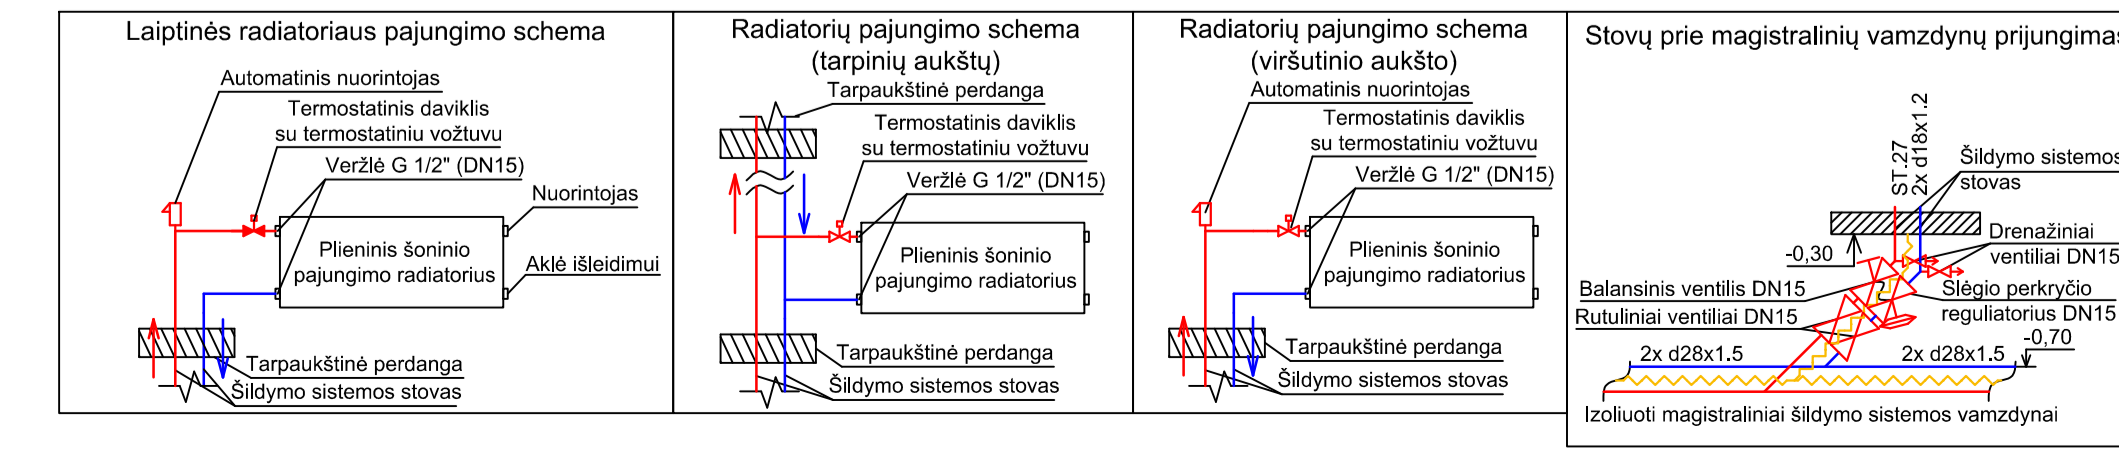 Laiptinės radiatoriaus pajungimo schema
Automatinis nuorintojas
Termostatinis daviklis
su termostatiniu vožtuvu
Veržlė G 1/2" (DN15)
Nuorintojas
Plieninis šoninio
pajungimo radiatorius
Aklė išleidimui
Tarpaukštinė perdanga
Šildymo sistemos stovas
Radiatorių pajungimo schema
(tarpinių aukštų)
Tarpaukštinė perdanga
Termostatinis daviklis
su termostatiniu vožtuvu
Veržlė G 1/2" (DN15)
Plieninis šoninio
pajungimo radiatorius
Tarpaukštinė perdanga
Šildymo sistemos stovas
Radiatorių pajungimo schema
(viršutinio aukšto)
Automatinis nuorintojas
Termostatinis daviklis
su termostatiniu vožtuvu
Veržlė G 1/2" (DN15)
Plieninis šoninio
pajungimo radiatorius
Tarpaukštinė perdanga
Šildymo sistemos stovas
Stovų prie magistralinių vamzdynų prijungimas
ST.27
2x d18x1.2
Šildymo sistemos
stovas
-0,30
Drenažiniai
ventiliai DN15
Balansinis ventilis DN15
Slėgio perkryčio
reguliatorius DN15
Rutuliniai ventiliai DN15
-0,70
2x d28x1.5
2x d28x1.5
Izoliuoti magistraliniai šildymo sistemos vamzdynai